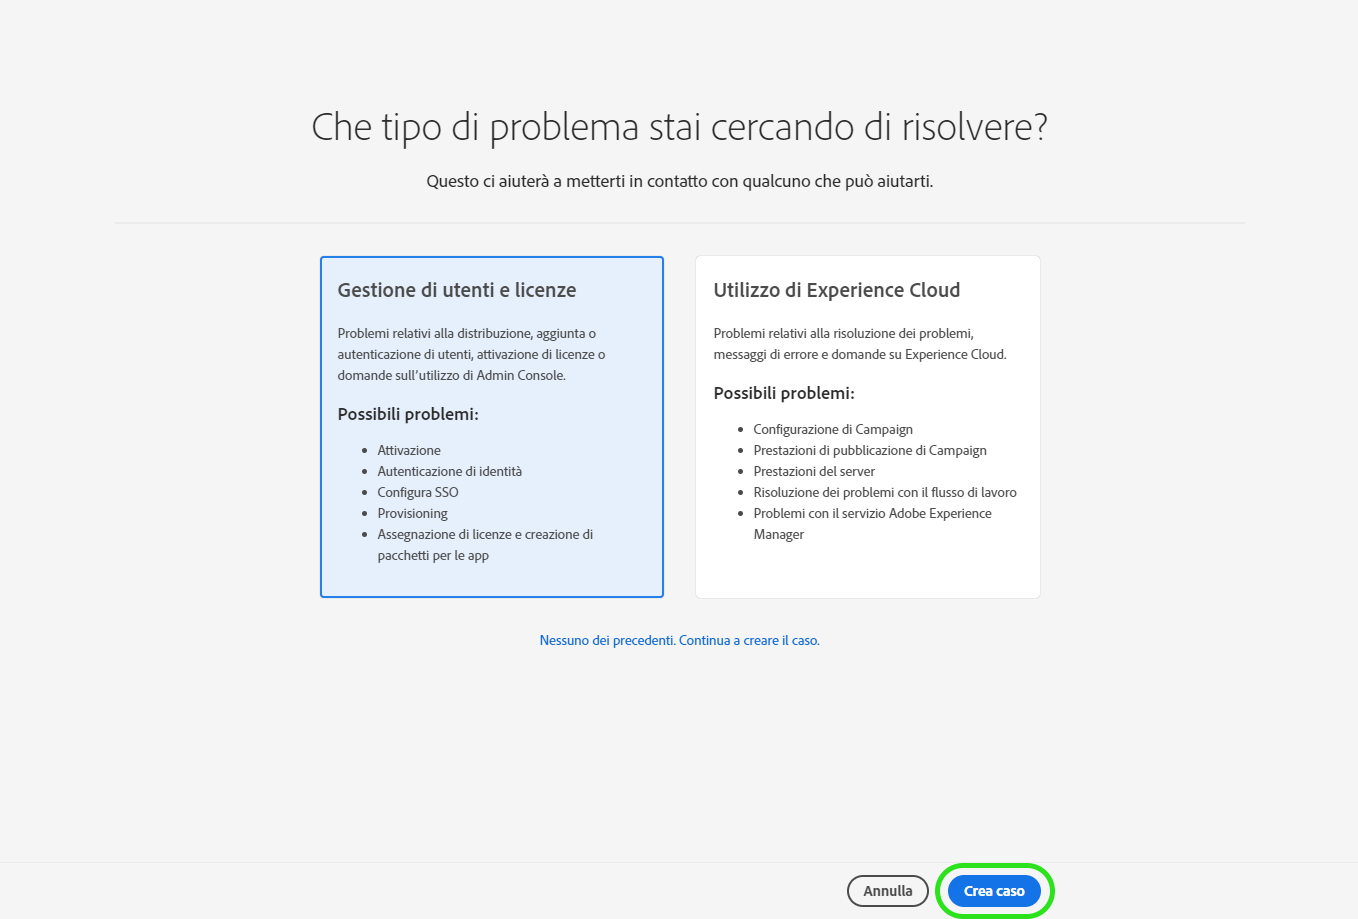 Che tipo di problema stai cercando di risolvere?
Questo ci aiuterà a metterti in contatto con qualcuno che può aiutarti.
Gestione di utenti e licenze
Problemi relativi alla distribuzione, aggiunta o
autenticazione di utenti, attivazione di licenze o
domande sull'utilizzo di Admin Console.
Possibili problemi:
Attivazione
Autenticazione di identità
Configura SSO
Provisioning
Assegnazione di licenze e creazione di
pacchetti per le app
Utilizzo di Experience Cloud
Problemi relativi alla risoluzione dei problemi,
messaggi di errore e domande su Experience Cloud.
Possibili problemi:
Configurazione di Campaign
Prestazioni di pubblicazione di Campaign
Prestazioni del server
Risoluzione dei problemi con il flusso di lavoro
Problemi con il servizio Adobe Experience
Manager
Nessuno dei precedenti. Continua a creare il caso.
Annulla
Crea caso